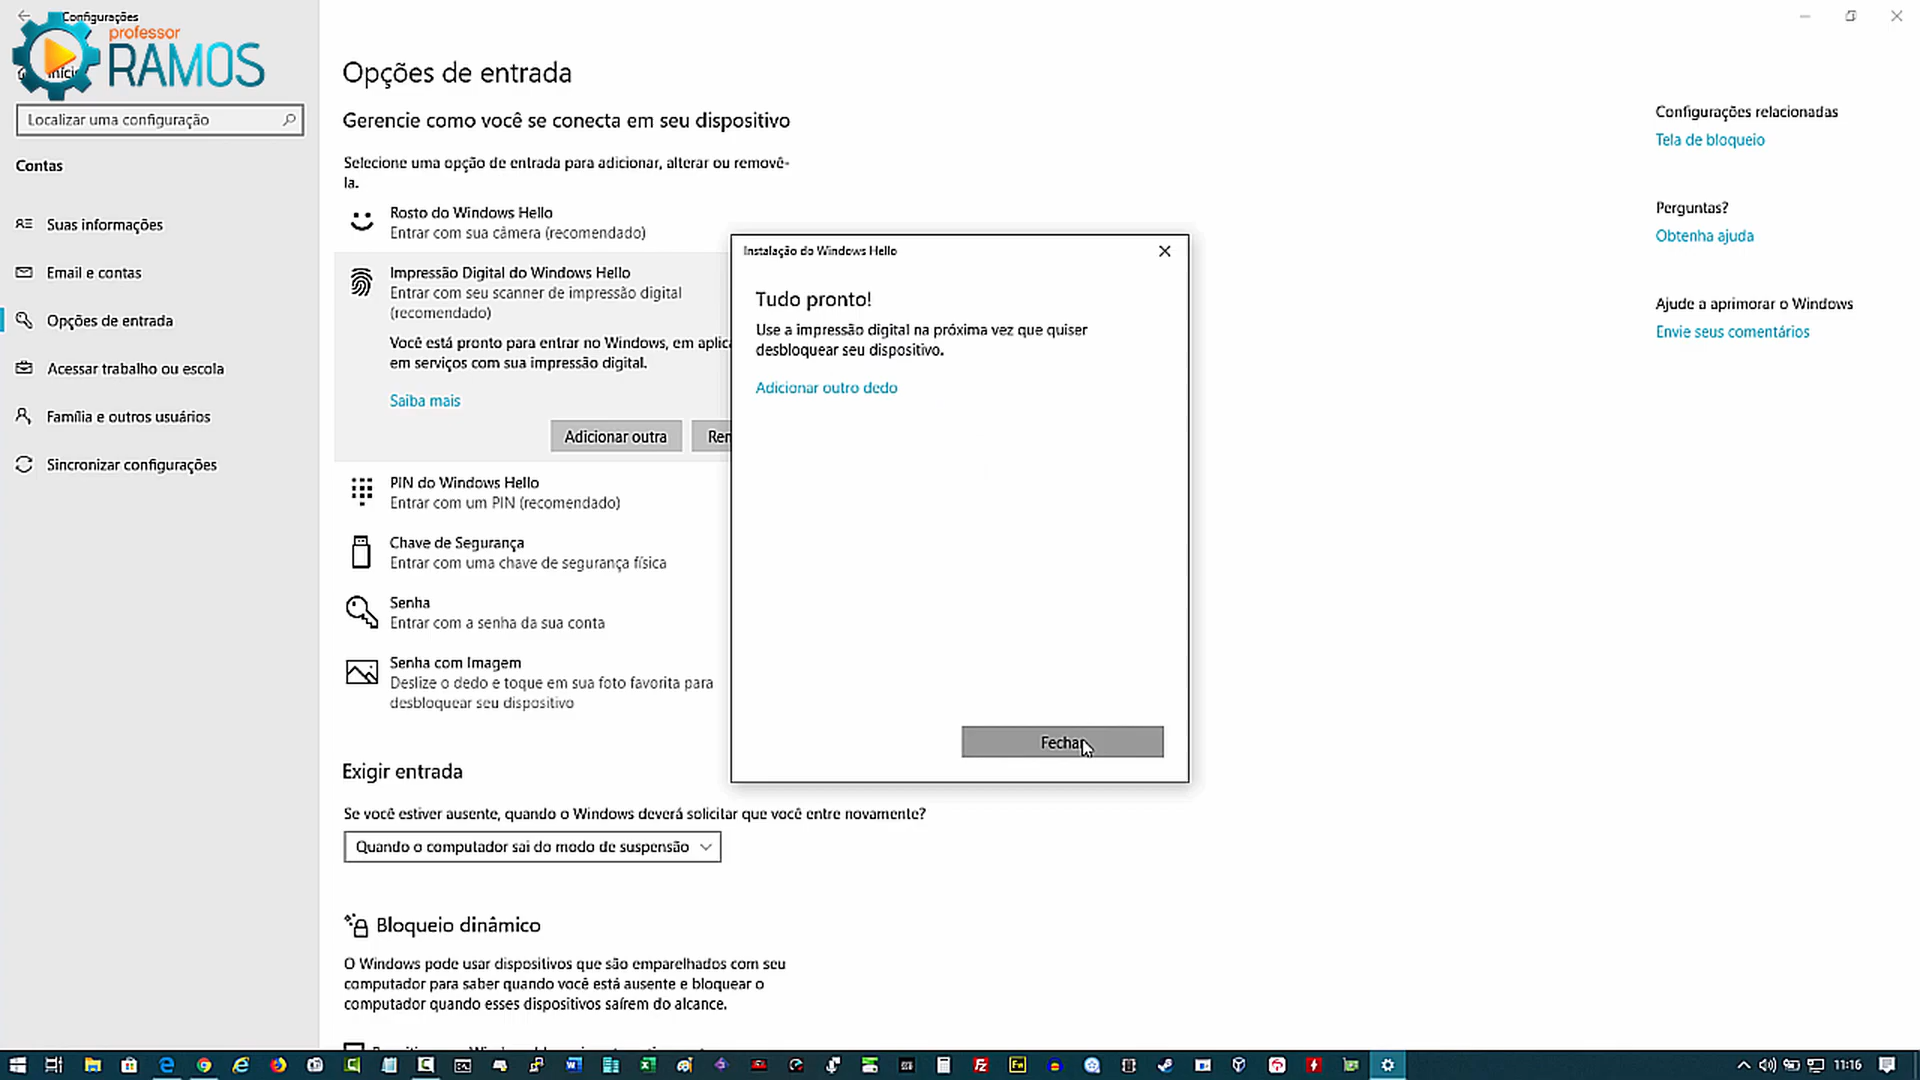 Configurações
professor
RAMOS
Localizar uma configuração
Contas
Suas informações
Email e contas
Opções de entrada
Acessar trabalho ou escola
Família e outros usuários
Sincronizar configurações
Opções de entrada
Gerencie como você se conecta em seu dispositivo
Selecione uma opção de entrada para adicionar, alterar ou removê-
la.
Rosto do Windows Hello
Entrar com sua câmera (recomendado)
Impressão Digital do Windows Hello
Entrar com seu scanner de impressão digital
(recomendado)
Você está pronto para entrar no Windows, em
em serviços com sua impressão digital.
Saiba mais
Adicionar outra
PIN do Windows Hello
Entrar com um PIN (recomendado)
Chave de Segurança
Entrar com uma chave de segurança física
Senha
Entrar com a senha da sua conta
Senha com Imagem
Deslize o dedo e toque em sua foto favorita para
desbloquear seu dispositivo
Exigir entrada
Se você estiver ausente, quando o Windows deverá solicitar que você entre novamente?
Quando o computador sai do modo de suspensão
Bloqueio dinâmico
O Windows pode usar dispositivos que são emparelhados com seu
computador para saber quando você está ausente e bloquear o
computador quando esses dispositivos saírem do alcance.
Instalação do Windows Hello
Tudo pronto!
Use a impressão digital na próxima vez que quiser
desbloquear seu dispositivo.
Adicionar outro dedo
Fechar
Configurações relacionadas
Tela de bloqueio
Perguntas?
Obtenha ajuda
Ajude a aprimorar o Windows
Envie seus comentários
11:16